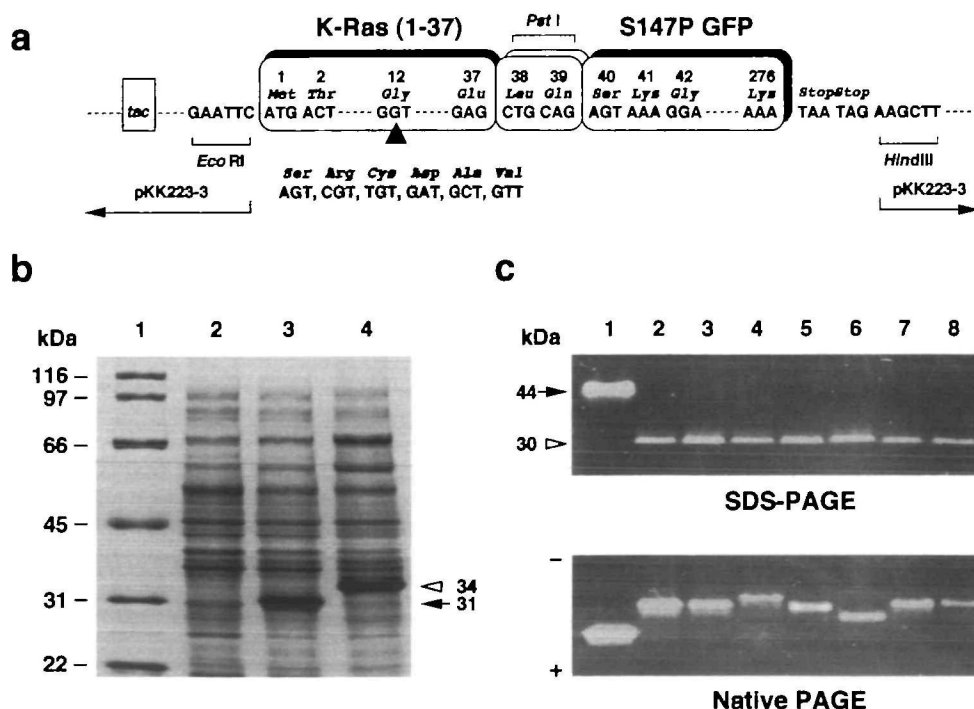 a
K-Ras (1-37) Pst I S147P GFP
1 2 12 37 38 39 40 41 42 276
Met Thr Gly Glu Leu Gln Ser Lys Gly Lys StopStop
tac GAATTC ATG ACT GGT GAG CTG CAG AGT AAA GGA AAA TAA TAG AAGCTT
Eco RI HindIII
Ser Arg Cys Asp Ala Val
AGT, CGT, TGT, GAT, GCT, GTT
pKK223-3 pKK223-3
b
kDa 1 2 3 4
116
97
66
45
34
31 31
22
c
kDa 1 2 3 4 5 6 7 8
44
30
SDS-PAGE
−
+
Native PAGE